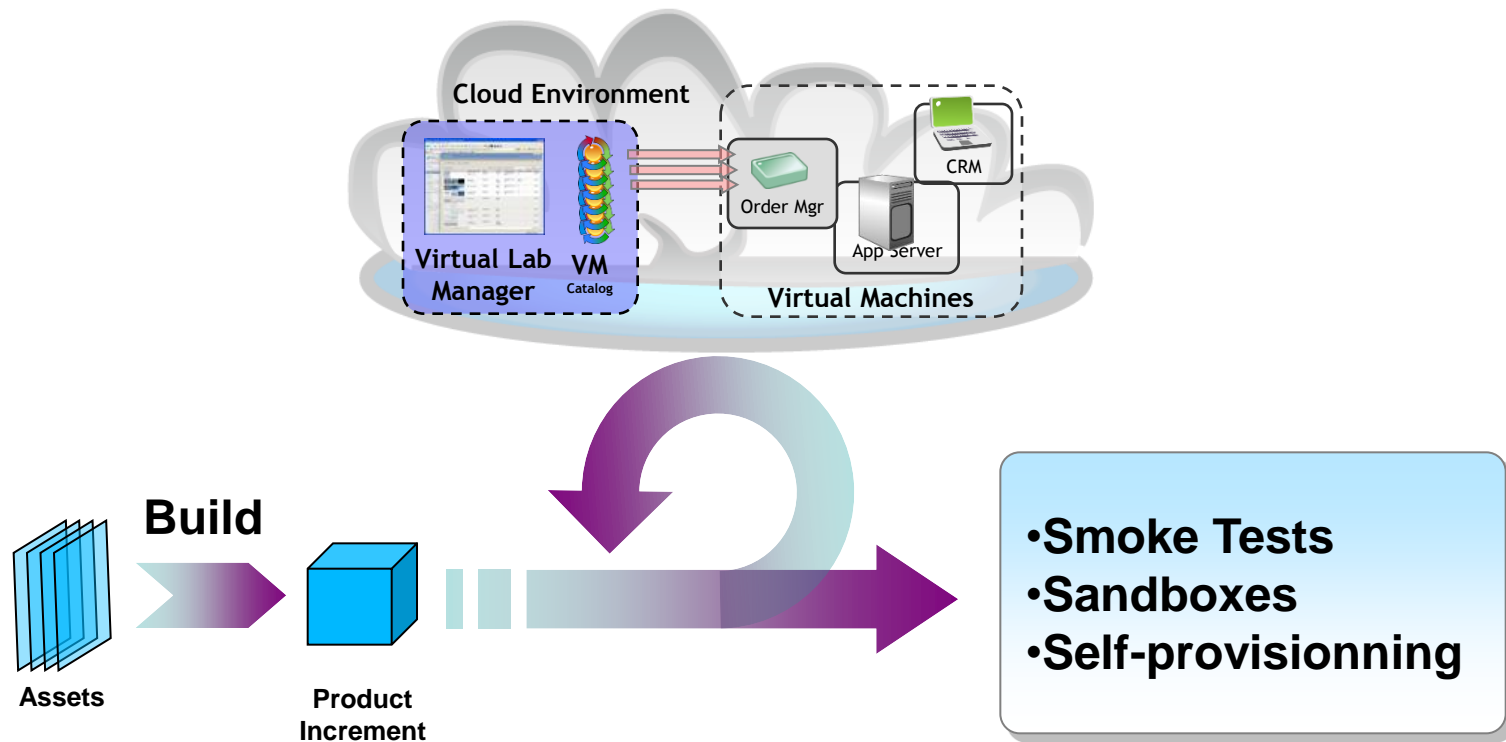 Cloud Environment
CRM
Order Mgr
App Server
Virtual Lab
Manager
VM
Catalog
Virtual Machines
Build
Assets
Product
Increment
•Smoke Tests
•Sandboxes
•Self-provisionning